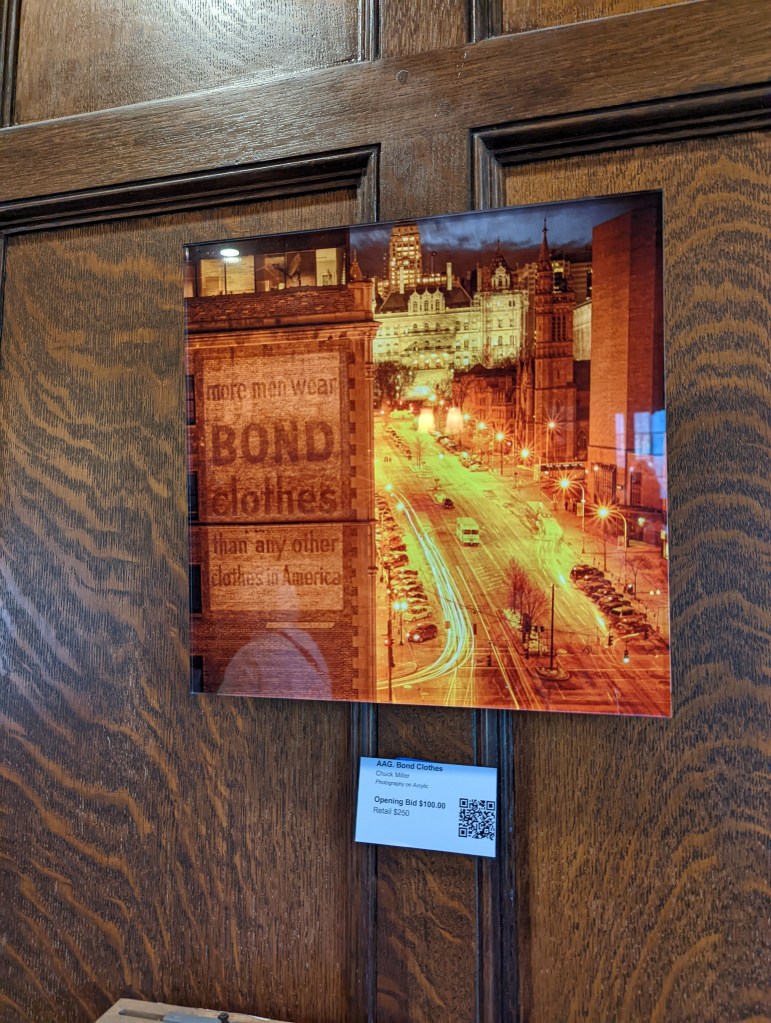 more men wear
BOND
clothes
than any other
clothes in America
AAG. Bond Clothes
Chuck Miller
Photography on Acrylic
Opening Bid $100.00
Retail $250